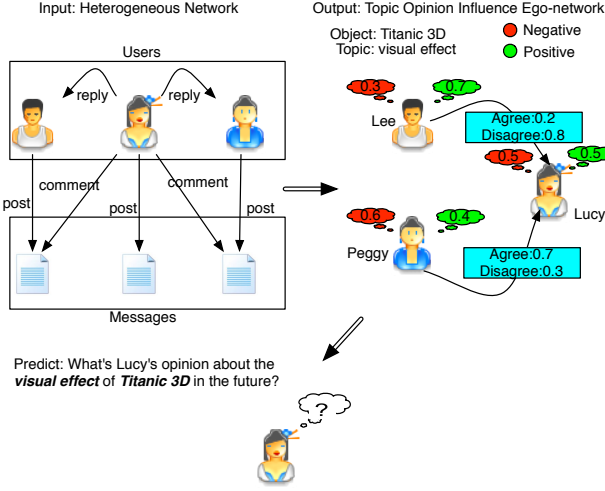 Input: Heterogeneous Network
Users
reply
reply
post
comment
post
comment
post
Messages
Output: Topic Opinion Influence Ego-network
Object: Titanic 3D
Topic: visual effect
Negative
Positive
0.3
0.7
Lee
Agree:0.2
Disagree:0.8
0.5
0.5
Lucy
0.6
0.4
Peggy
Agree:0.7
Disagree:0.3
Predict: What's Lucy's opinion about the
visual effect of Titanic 3D in the future?
?